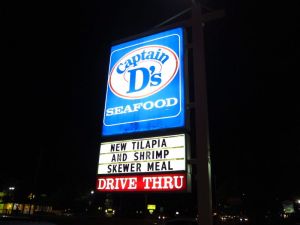 Captain
D's
SEAFOOD
NEW TILAPIA
AND SHRIMP
SKEWER MEAL
DRIVE THRU